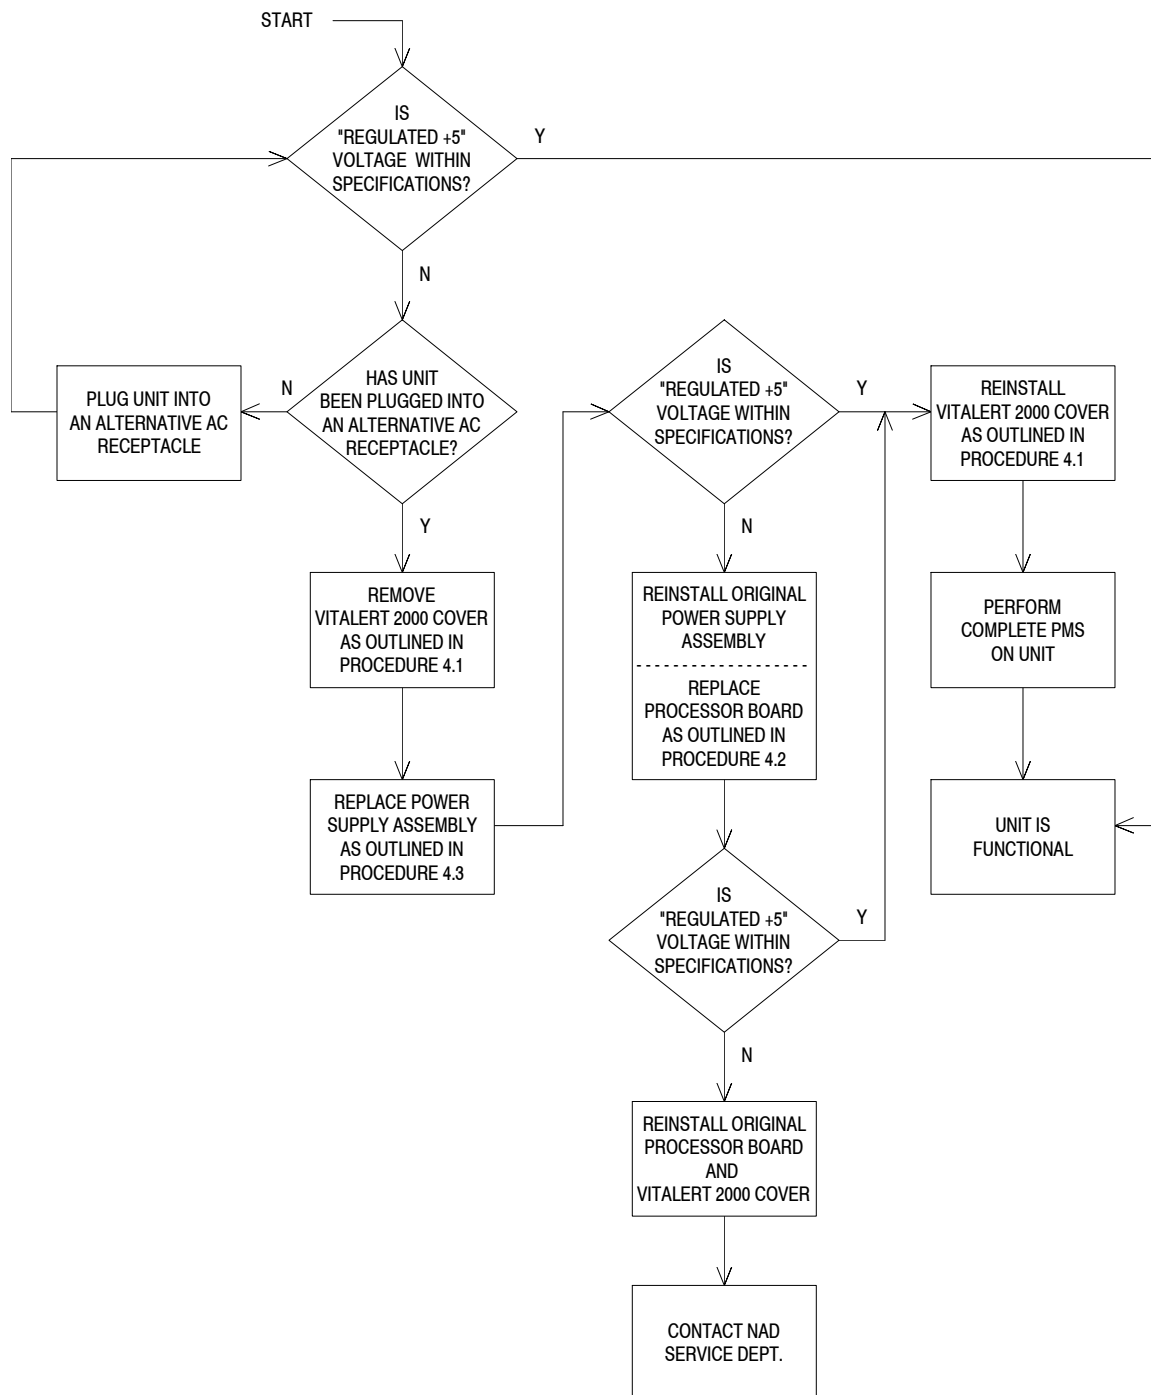 START
IS
"REGULATED +5"
VOLTAGE WITHIN
SPECIFICATIONS?
Y
N
HAS UNIT
BEEN PLUGGED INTO
AN ALTERNATIVE AC
RECEPTACLE?
N
PLUG UNIT INTO
AN ALTERNATIVE AC
RECEPTACLE
Y
REMOVE
VITALERT 2000 COVER
AS OUTLINED IN
PROCEDURE 4.1
REPLACE POWER
SUPPLY ASSEMBLY
AS OUTLINED IN
PROCEDURE 4.3
IS
"REGULATED +5"
VOLTAGE WITHIN
SPECIFICATIONS?
Y
N
REINSTALL ORIGINAL
POWER SUPPLY
ASSEMBLY
REPLACE
PROCESSOR BOARD
AS OUTLINED IN
PROCEDURE 4.2
IS
"REGULATED +5"
VOLTAGE WITHIN
SPECIFICATIONS?
Y
N
REINSTALL ORIGINAL
PROCESSOR BOARD
AND
VITALERT 2000 COVER
CONTACT NAD
SERVICE DEPT.
REINSTALL
VITALERT 2000 COVER
AS OUTLINED IN
PROCEDURE 4.1
PERFORM
COMPLETE PMS
ON UNIT
UNIT IS
FUNCTIONAL